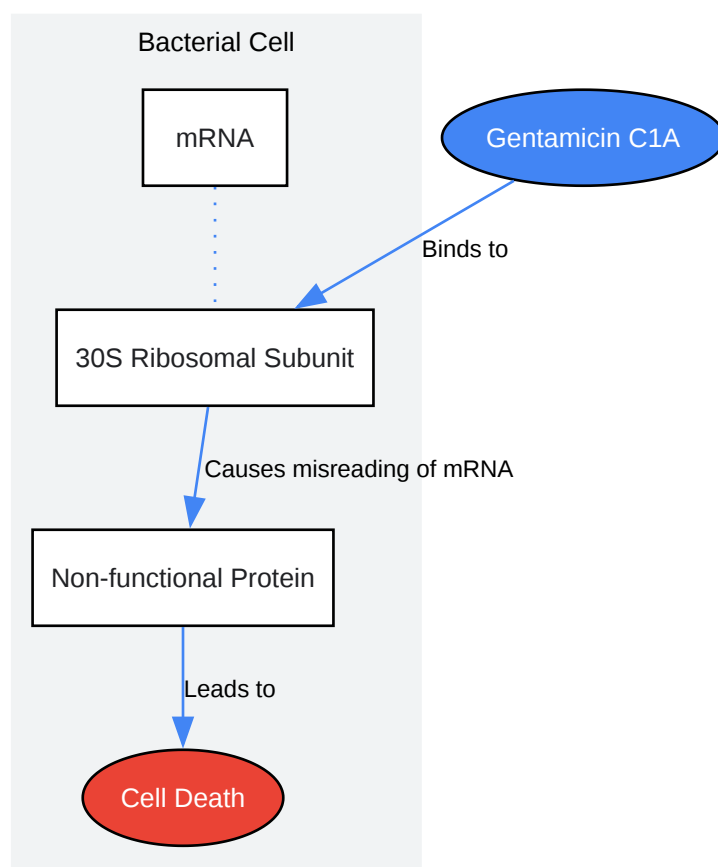 Bacterial Cell
mRNA
Gentamicin C1A
Binds to
30S Ribosomal Subunit
Causes misreading of mRNA
Non-functional Protein
Leads to
Cell Death